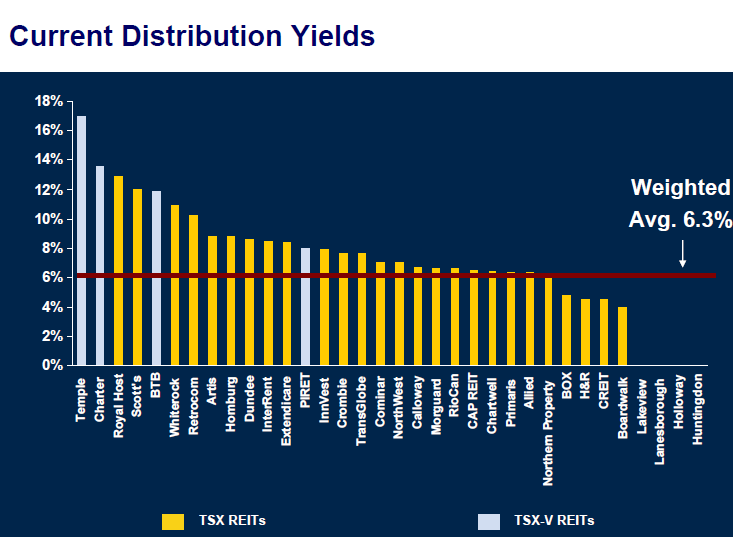 Current Distribution Yields
18%
16%
14%
12%
10%
8%
6%
4%
2%
0%
Weighted
Avg. 6.3%
Temple
Charter
Royal Host
Scott's
BTB
Whiterock
Retrocom
Artis
Homburg
Dundee
InterRent
Extendicare
PIRET
InnVest
Crombie
TransGlobe
Cominar
NorthWest
Calloway
Morguard
RioCan
CAP REIT
Chartwell
Primaris
Allied
Northern Property
BOX
H&R
CREIT
Boardwalk
Lakeview
Lanesborough
Holloway
Huntingdon
TSX REITs
TSX-V REITs